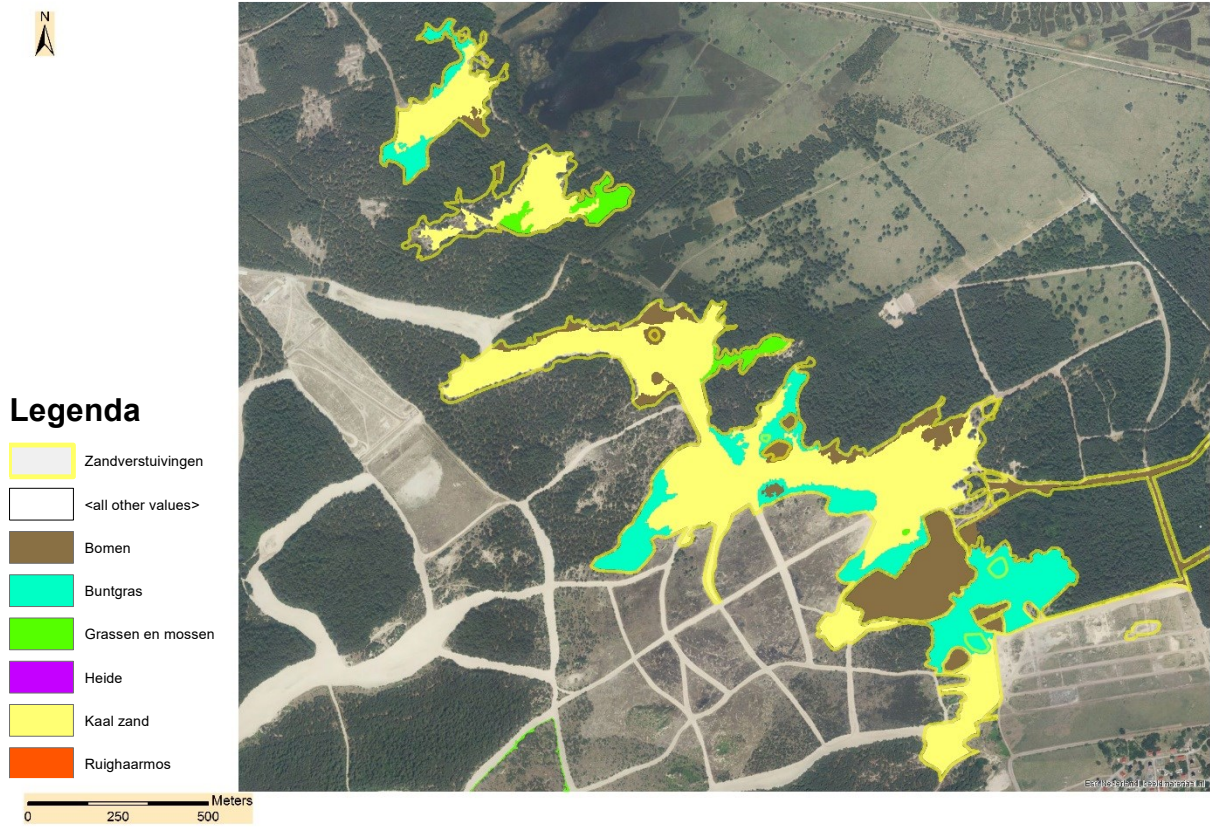 N
Legenda
Zandverstuivingen
<all other values>
Bomen
Buntgras
Grassen en mossen
Heide
Kaal zand
Ruighaarmos
Meters
0 250 500